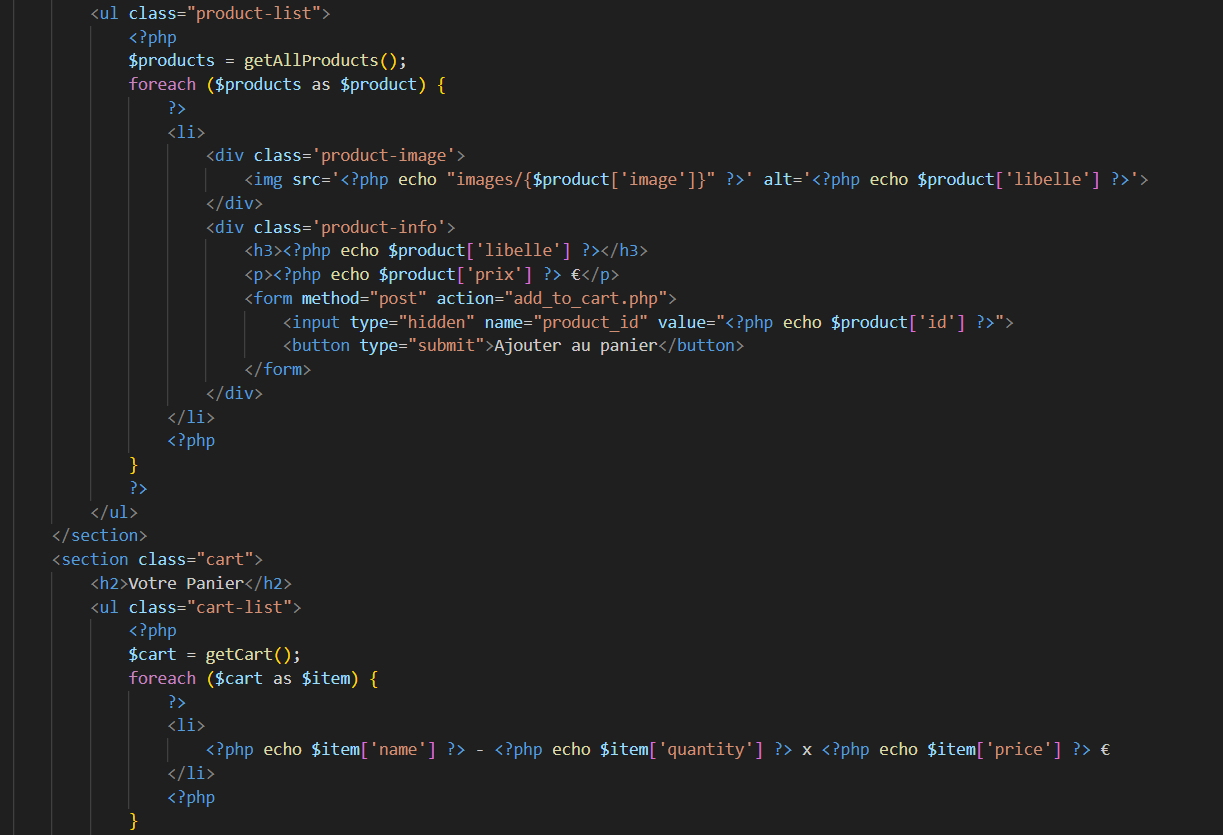 <ul class="product-list">
<?php
$products = getAllProducts();
foreach ($products as $product) {
?>
<li>
<div class='product-image'>
<img src='<?php echo "images/{$product['image']}" ?>' alt='<?php echo $product['libelle'] ?>'>
</div>
<div class='product-info'>
<h3><?php echo $product['libelle'] ?></h3>
<p><?php echo $product['prix'] ?> €</p>
<form method="post" action="add_to_cart.php">
<input type="hidden" name="product_id" value="<?php echo $product['id'] ?>">
<button type="submit">Ajouter au panier</button>
</form>
</div>
</li>
<?php
}
?>
</ul>
</section>
<section class="cart">
<h2>Votre Panier</h2>
<ul class="cart-list">
<?php
$cart = getCart();
foreach ($cart as $item) {
?>
<li>
<?php echo $item['name'] ?> - <?php echo $item['quantity'] ?> x <?php echo $item['price'] ?> €
</li>
<?php
}